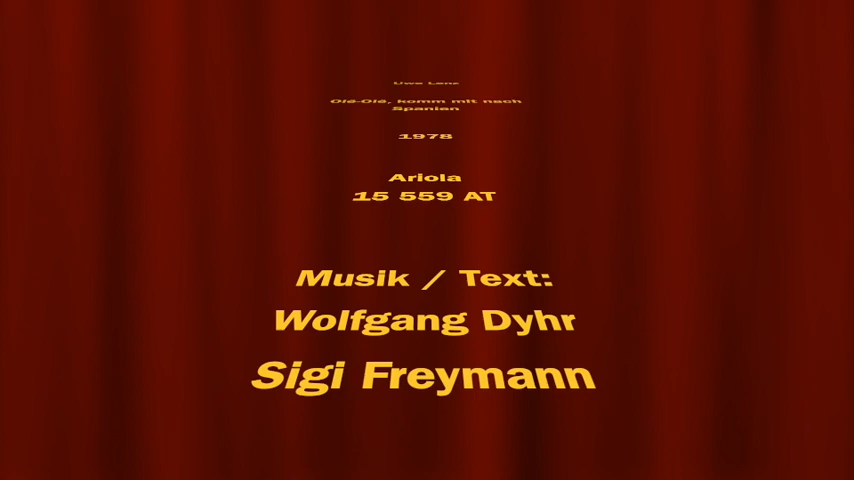 Uwe Lenz
Olé-Olé, komm mit nach
Spanien
1978
Ariola
15 559 AT
Musik / Text:
Wolfgang Dyhr
Sigi Freymann